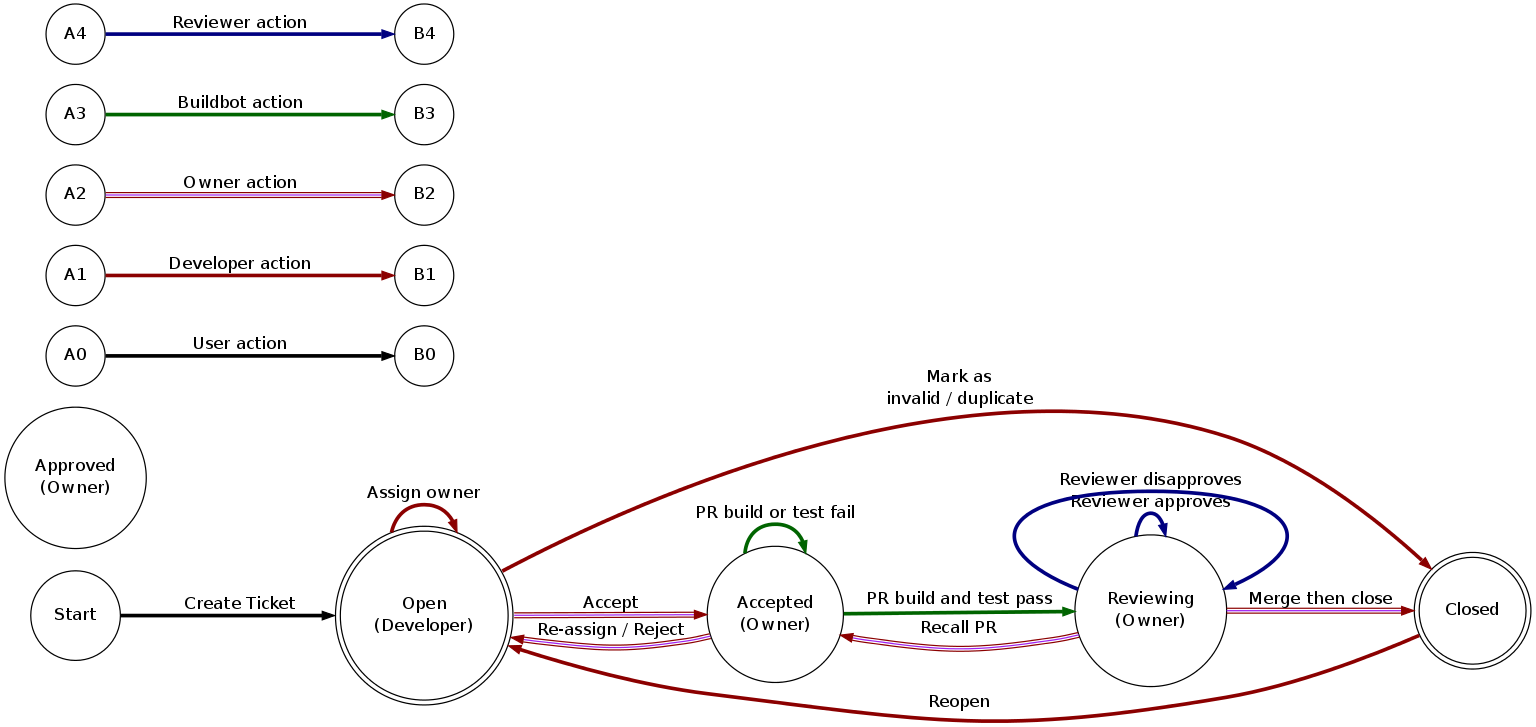 A4
Reviewer action
B4
A3
Buildbot action
B3
A2
Owner action
B2
A1
Developer action
B1
A0
User action
B0
Mark as
invalid / duplicate
Approved
(Owner)
Assign owner
Reviewer disapproves
Reviewer approves
PR build or test fail
Start
Create Ticket
Open
(Developer)
Accept
Re-assign / Reject
Accepted
(Owner)
PR build and test pass
Recall PR
Reviewing
(Owner)
Merge then close
Closed
Reopen